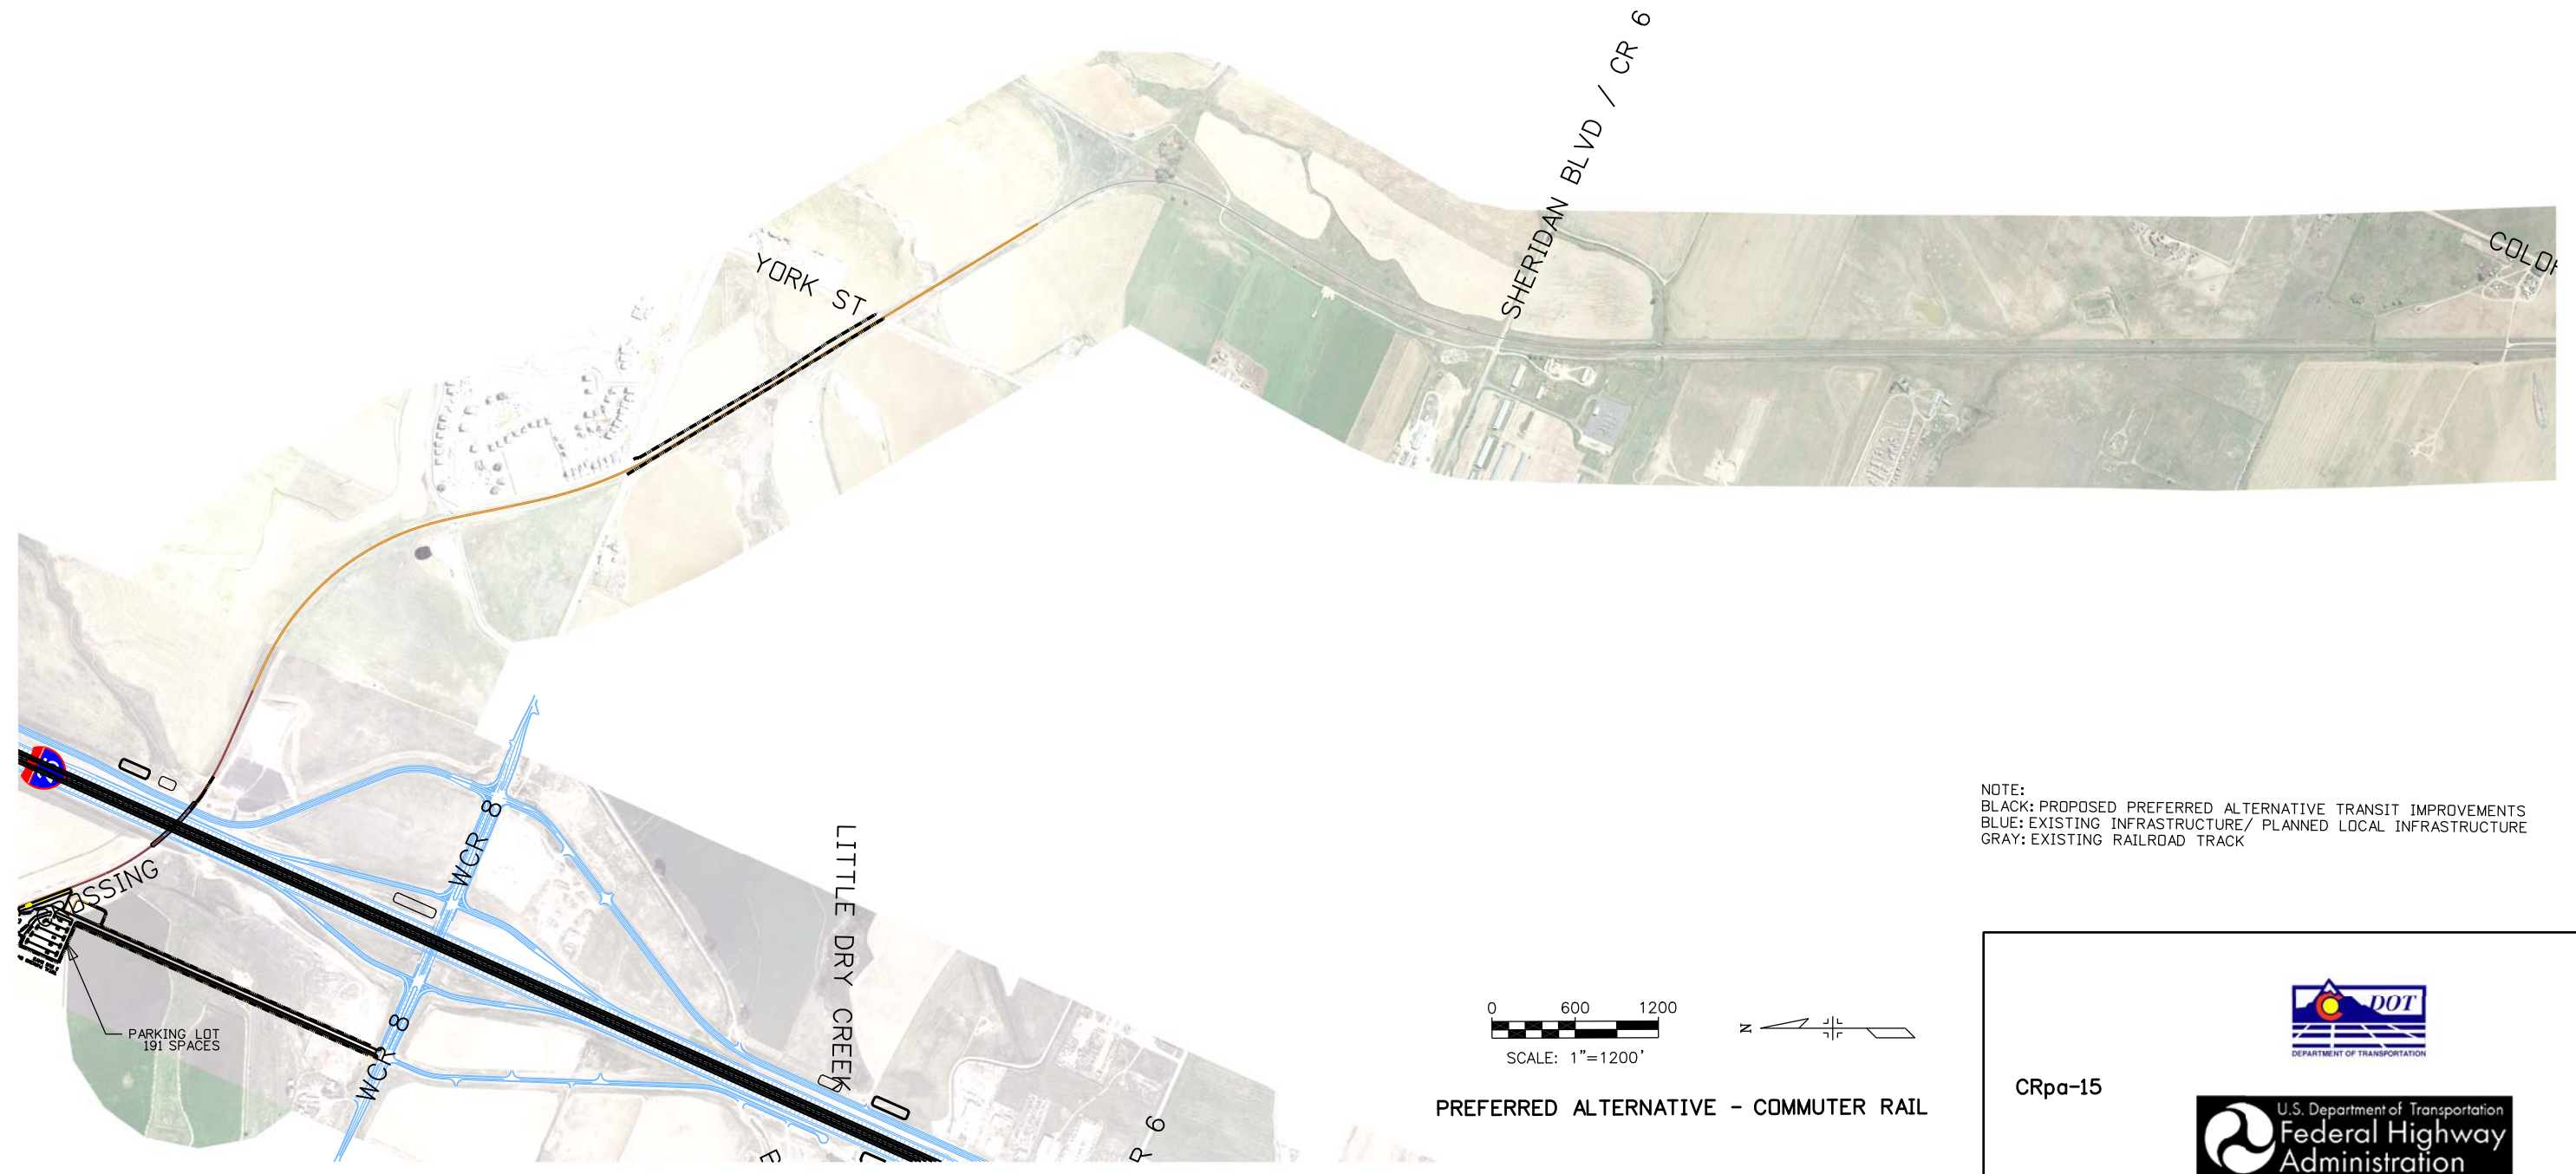 SHERIDAN BLVD / CR 6
YORK ST
WCR 8
LITTLE DRY CREEK
WCR 8
PARKING LOT
191 SPACES
R 6
0 600 1200
SCALE: 1"=1200'
N
PREFERRED ALTERNATIVE - COMMUTER RAIL
NOTE:
BLACK: PROPOSED PREFERRED ALTERNATIVE TRANSIT IMPROVEMENTS
BLUE: EXISTING INFRASTRUCTURE/ PLANNED LOCAL INFRASTRUCTURE
GRAY: EXISTING RAILROAD TRACK
CRpa-15
DOT
DEPARTMENT OF TRANSPORTATION
U.S. Department of Transportation
Federal Highway
Administration